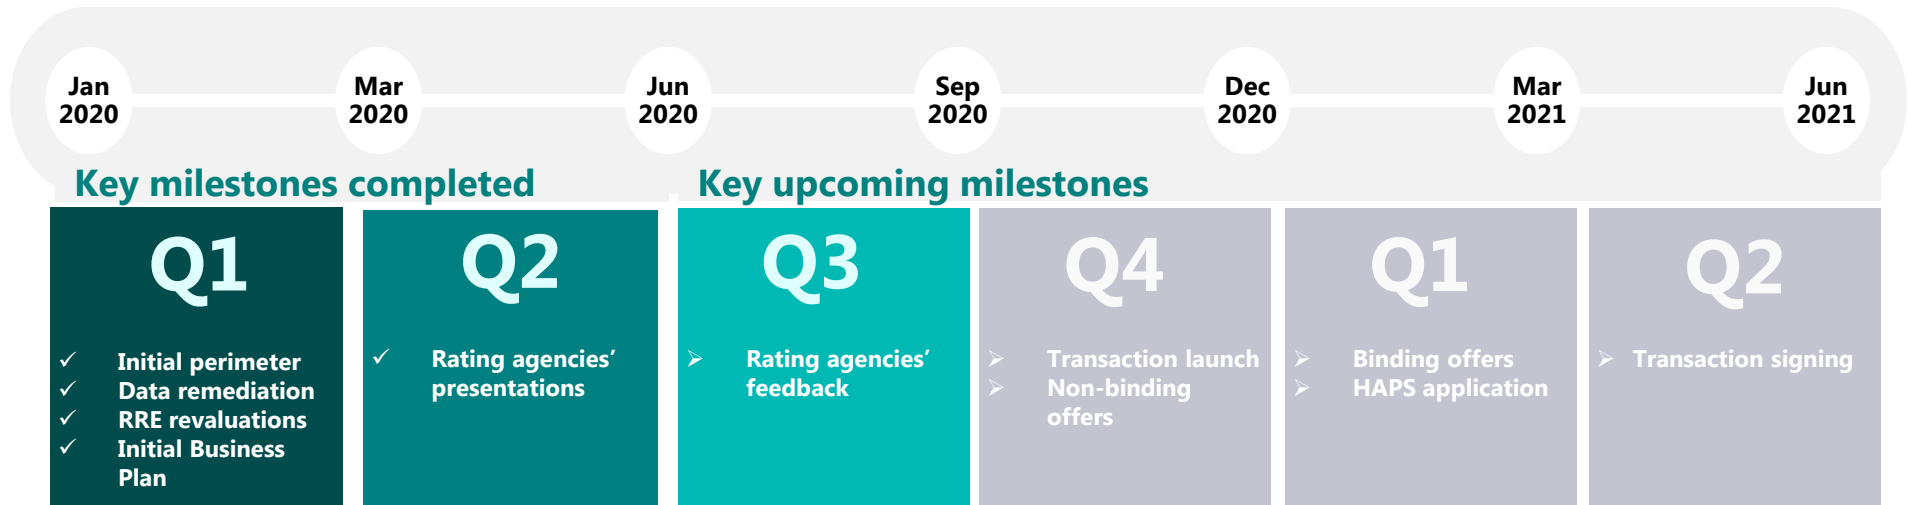 Jan
2020
Mar
2020
Jun
2020
Sep
2020
Dec
2020
Mar
2021
Jun
2021
Key milestones completed
Key upcoming milestones
Q1
✓ Initial perimeter
✓ Data remediation
✓ RRE revaluations
✓ Initial Business
Plan
Q2
✓ Rating agencies’
presentations
Q3
➢ Rating agencies’
feedback
Q4
➢ Transaction launch
➢ Non-binding
offers
Q1
➢ Binding offers
➢ HAPS application
Q2
➢ Transaction signing